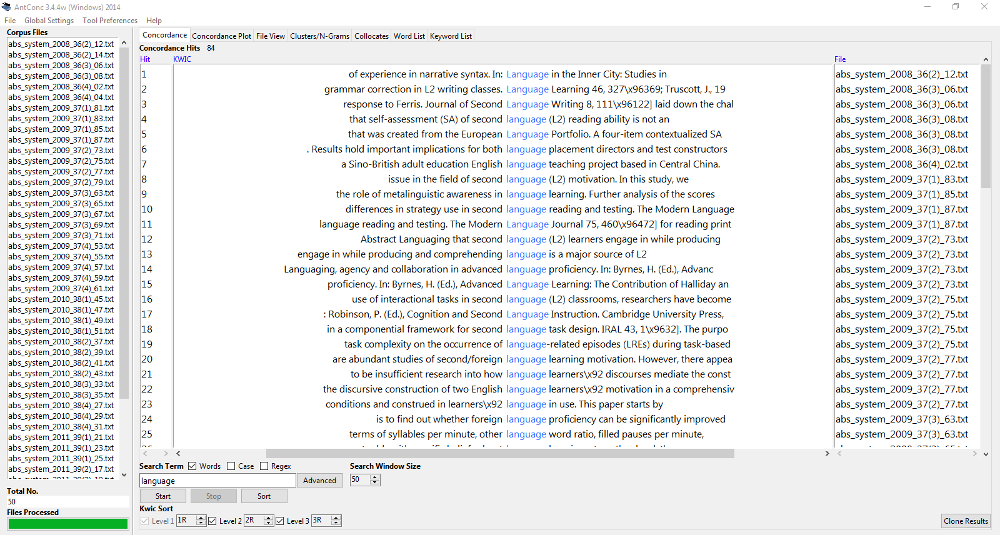 AntConc 3.4.4w (Windows) 2014
File Global Settings Tool Preferences Help
Corpus Files
abs_system_2008_36(2)_12.txt
abs_system_2008_36(2)_14.txt
abs_system_2008_36(3)_06.txt
abs_system_2008_36(3)_08.txt
abs_system_2008_36(4)_02.txt
abs_system_2008_36(4)_04.txt
abs_system_2009_37(1)_81.txt
abs_system_2009_37(1)_83.txt
abs_system_2009_37(1)_85.txt
abs_system_2009_37(1)_87.txt
abs_system_2009_37(2)_73.txt
abs_system_2009_37(2)_75.txt
abs_system_2009_37(2)_77.txt
abs_system_2009_37(2)_79.txt
abs_system_2009_37(3)_63.txt
abs_system_2009_37(3)_65.txt
abs_system_2009_37(3)_67.txt
abs_system_2009_37(3)_69.txt
abs_system_2009_37(3)_71.txt
abs_system_2009_37(4)_53.txt
abs_system_2009_37(4)_55.txt
abs_system_2009_37(4)_57.txt
abs_system_2009_37(4)_59.txt
abs_system_2009_37(4)_61.txt
abs_system_2010_38(1)_45.txt
abs_system_2010_38(1)_47.txt
abs_system_2010_38(1)_49.txt
abs_system_2010_38(1)_51.txt
abs_system_2010_38(2)_37.txt
abs_system_2010_38(2)_39.txt
abs_system_2010_38(2)_41.txt
abs_system_2010_38(2)_43.txt
abs_system_2010_38(3)_33.txt
abs_system_2010_38(3)_35.txt
abs_system_2010_38(4)_27.txt
abs_system_2010_38(4)_29.txt
abs_system_2010_38(4)_31.txt
abs_system_2011_39(1)_21.txt
abs_system_2011_39(1)_23.txt
abs_system_2011_39(1)_25.txt
abs_system_2011_39(2)_17.txt
Total No.
50
Files Processed
Concordance Concordance Plot File View Clusters/N-Grams Collocates Word List Keyword List
Concordance Hits 84
Hit KWIC File
1 of experience in narrative syntax. In: Language in the Inner City: Studies in abs_system_2008_36(2)_12.txt
2 grammar correction in L2 writing classes. Language Learning 46, 327\x96369; Truscott, J., 19 abs_system_2008_36(3)_06.txt
3 response to Ferris. Journal of Second Language Writing 8, 111\x96122] laid down the chal abs_system_2008_36(3)_06.txt
4 that self-assessment (SA) of second language (L2) reading ability is not an abs_system_2008_36(3)_08.txt
5 that was created from the European Language Portfolio. A four-item contextualized SA abs_system_2008_36(3)_08.txt
6 . Results hold important implications for both language placement directors and test constructors abs_system_2008_36(3)_08.txt
7 a Sino-British adult education English language teaching project based in Central China. abs_system_2008_36(4)_02.txt
8 issue in the field of second language (L2) motivation. In this study, we abs_system_2009_37(1)_83.txt
9 the role of metalinguistic awareness in language learning. Further analysis of the scores abs_system_2009_37(1)_85.txt
10 differences in strategy use in second language reading and testing. The Modern Language abs_system_2009_37(1)_87.txt
11 language reading and testing. The Modern Language Journal 75, 460\x96472] for reading print abs_system_2009_37(1)_87.txt
12 Abstract Languaging that second language (L2) learners engage in while producing abs_system_2009_37(2)_73.txt
13 engage in while producing and comprehending language is a major source of L2 abs_system_2009_37(2)_73.txt
14 Languaging, agency and collaboration in advanced language proficiency. In: Byrnes, H. (Ed.), Advanc abs_system_2009_37(2)_73.txt
15 proficiency. In: Byrnes, H. (Ed.), Advanced Language Learning: The Contribution of Halliday an abs_system_2009_37(2)_73.txt
16 use of interactional tasks in second language (L2) classrooms, researchers have become abs_system_2009_37(2)_75.txt
17 : Robinson, P. (Ed.), Cognition and Second Language Instruction. Cambridge University Press, abs_system_2009_37(2)_75.txt
18 in a componential framework for second language task design. IRAL 43, 1\x9632]. The purpo abs_system_2009_37(2)_75.txt
19 task complexity on the occurrence of language-related episodes (LREs) during task-based abs_system_2009_37(2)_75.txt
20 are abundant studies of second/foreign language learning motivation. However, there appea abs_system_2009_37(2)_77.txt
21 to be insufficient research into how language learners\x92 discourses mediate the const abs_system_2009_37(2)_77.txt
22 the discursive construction of two English language learners\x92 motivation in a comprehensiv abs_system_2009_37(2)_77.txt
23 conditions and construed in learners\x92 language in use. This paper starts by abs_system_2009_37(2)_77.txt
24 is to find out whether foreign language proficiency can be significantly improved abs_system_2009_37(3)_63.txt
25 terms of syllables per minute, other language word ratio, filled pauses per minute, abs_system_2009_37(3)_63.txt
Search Term Words Case Regex Search Window Size
language Advanced 50
Start Stop Sort
Kwic Sort
Level 1 1R Level 2 2R Level 3 3R Clone Results